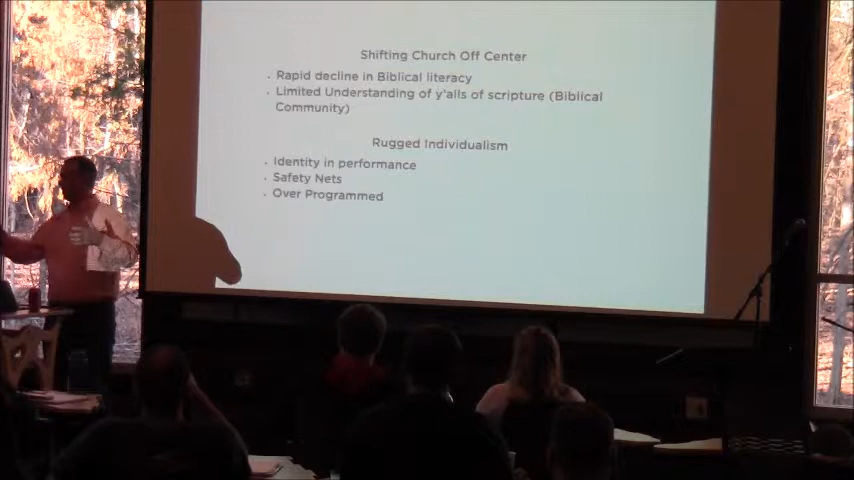 Shifting Church Off Center
. Rapid decline in Biblical literacy
. Limited Understanding of y'alls of scripture (Biblical
Community)
Rugged Individualism
. Identity in performance
. Safety Nets
. Over Programmed